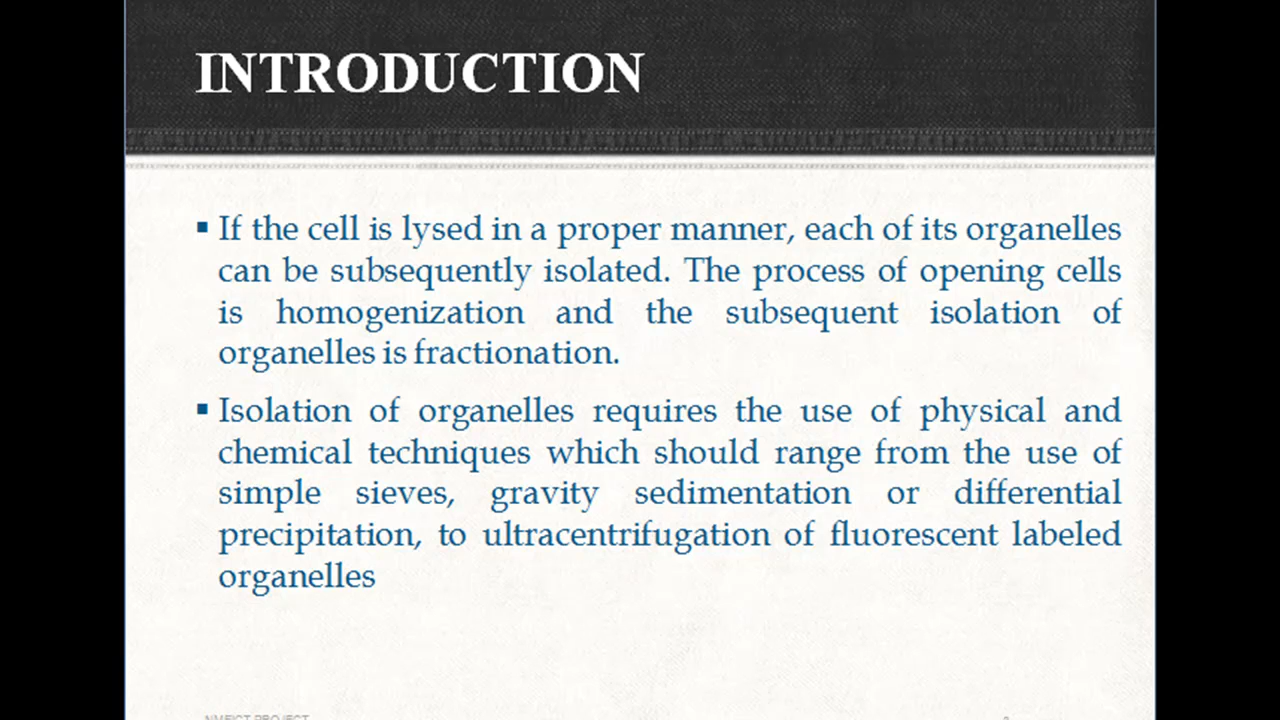 INTRODUCTION
▪ If the cell is lysed in a proper manner, each of its organelles
can be subsequently isolated. The process of opening cells
is homogenization and the subsequent isolation of
organelles is fractionation.
▪ Isolation of organelles requires the use of physical and
chemical techniques which should range from the use of
simple sieves, gravity sedimentation or differential
precipitation, to ultracentrifugation of fluorescent labeled
organelles